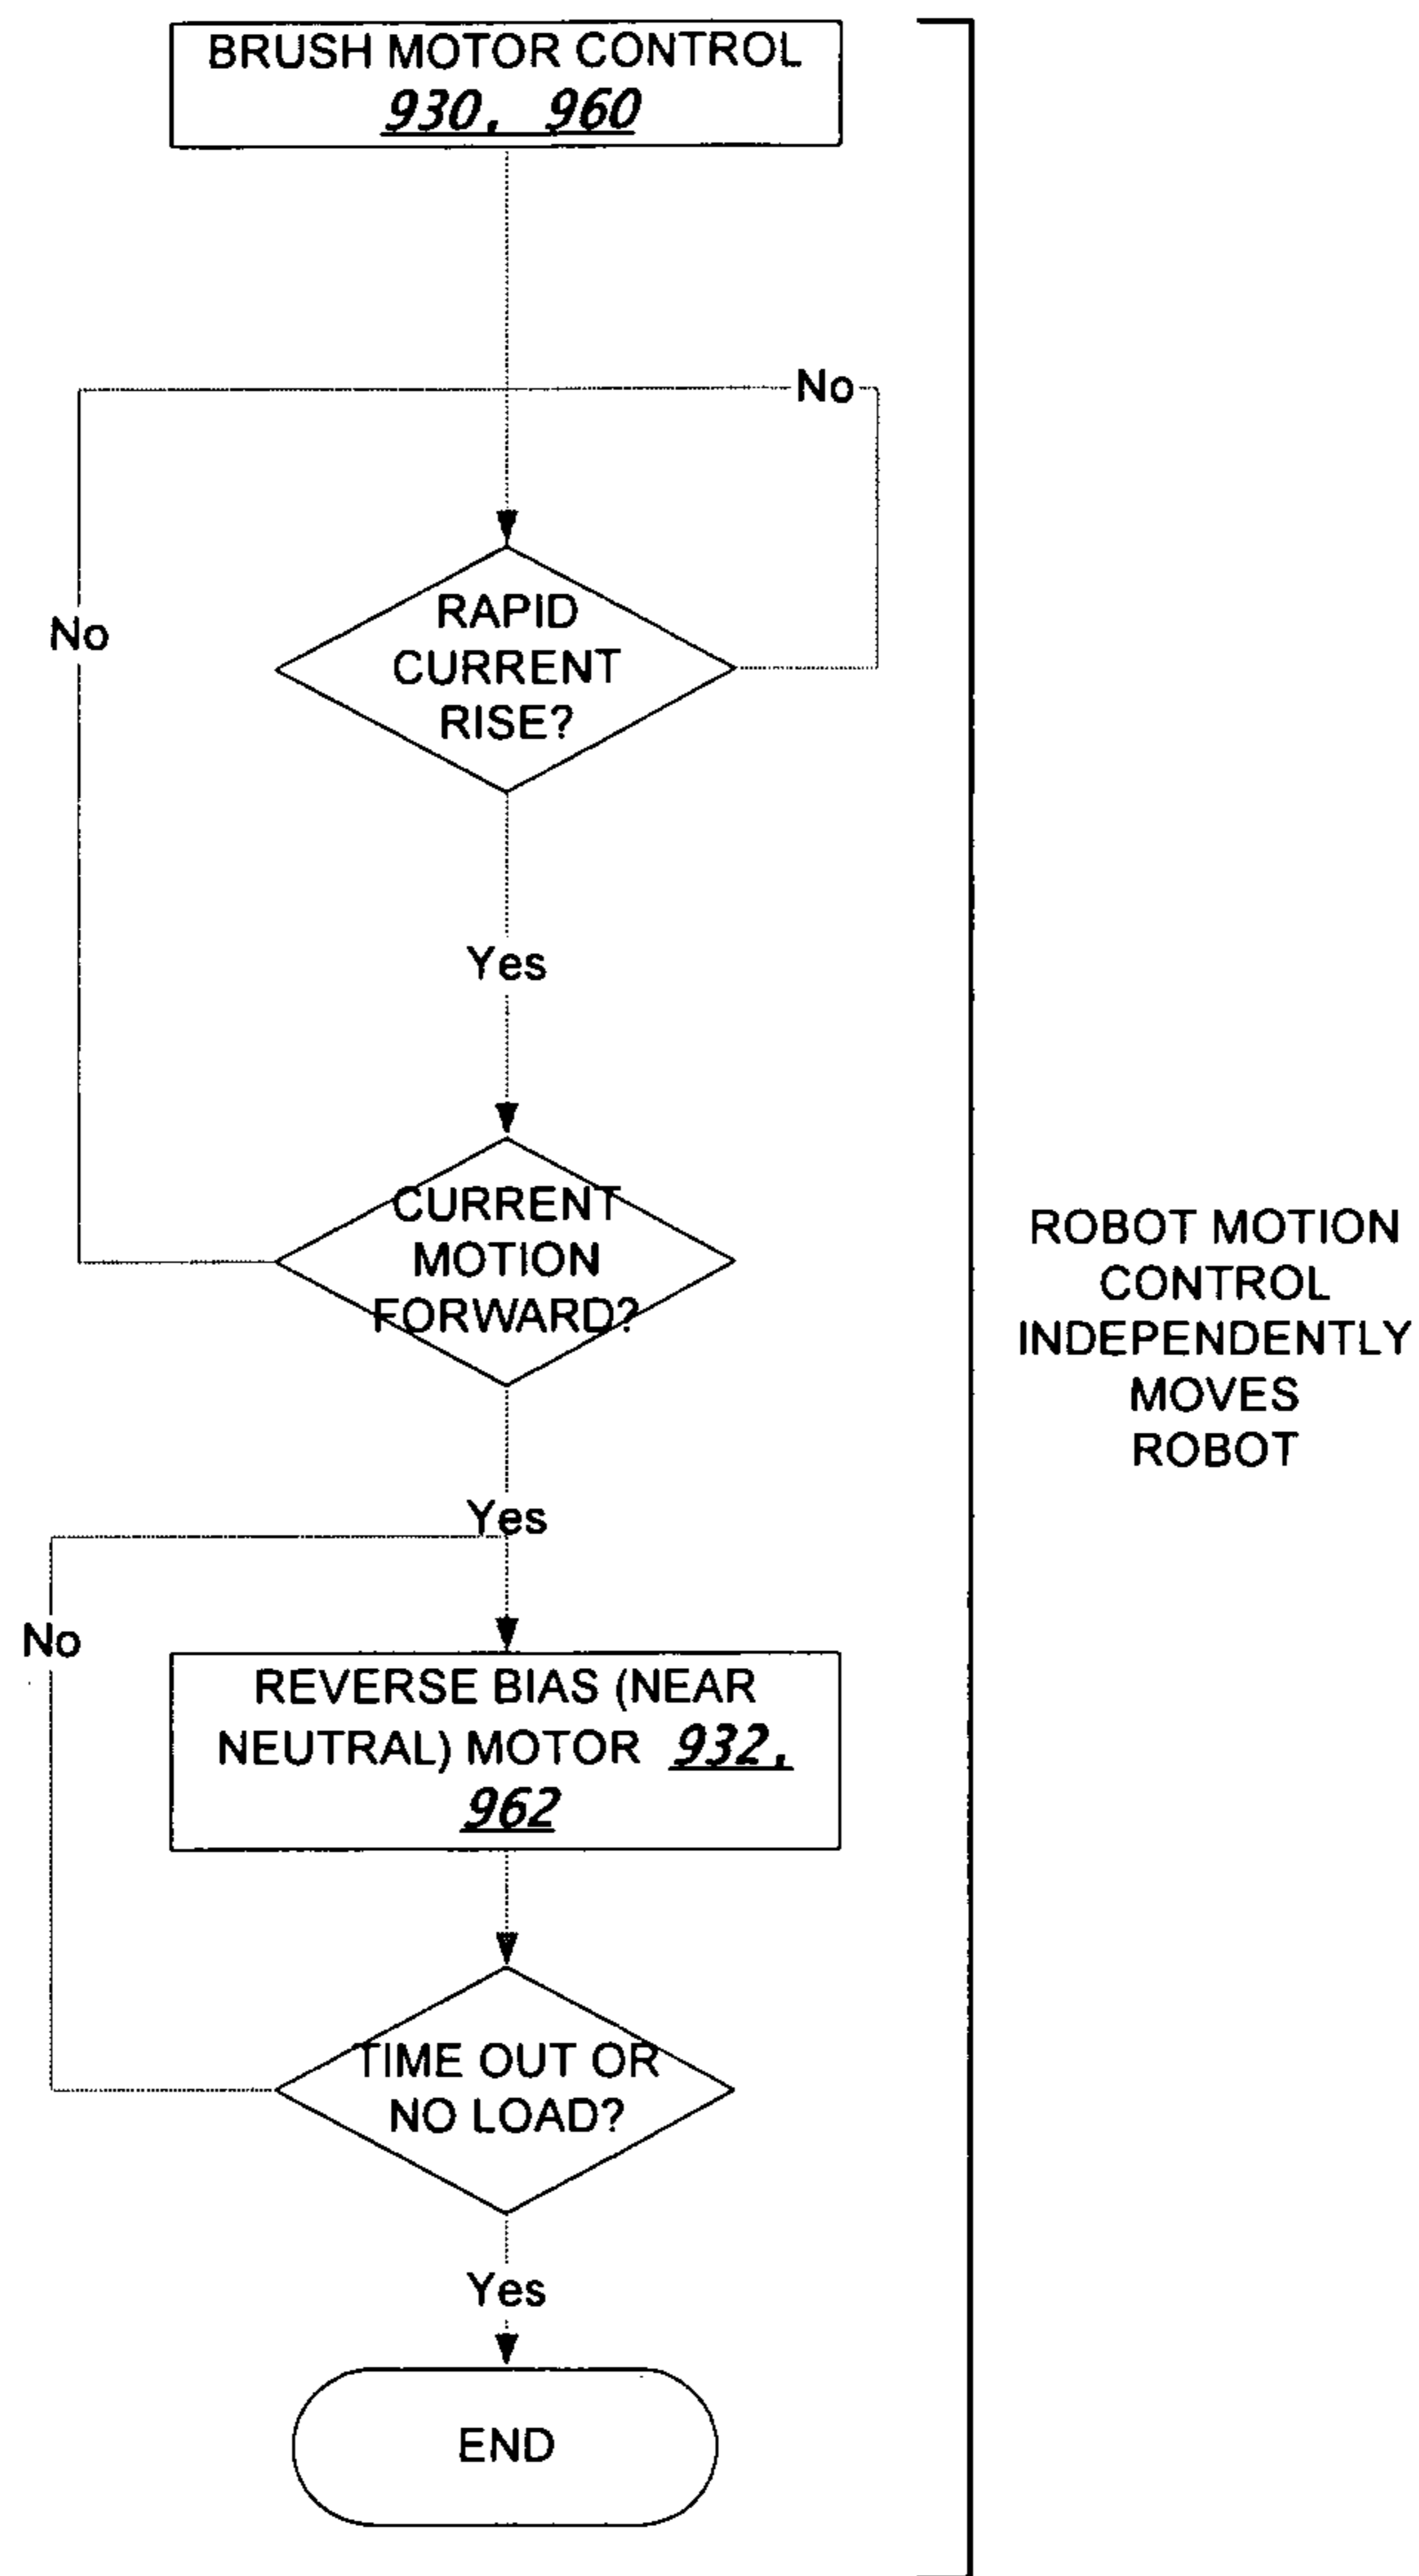 BRUSH MOTOR CONTROL
930, 960
No
RAPID
CURRENT
RISE?
No
Yes
CURRENT
MOTION
FORWARD?
ROBOT MOTION
CONTROL
INDEPENDENTLY
MOVES
ROBOT
Yes
No
REVERSE BIAS (NEAR
NEUTRAL) MOTOR 932,
962
TIME OUT OR
NO LOAD?
Yes
END